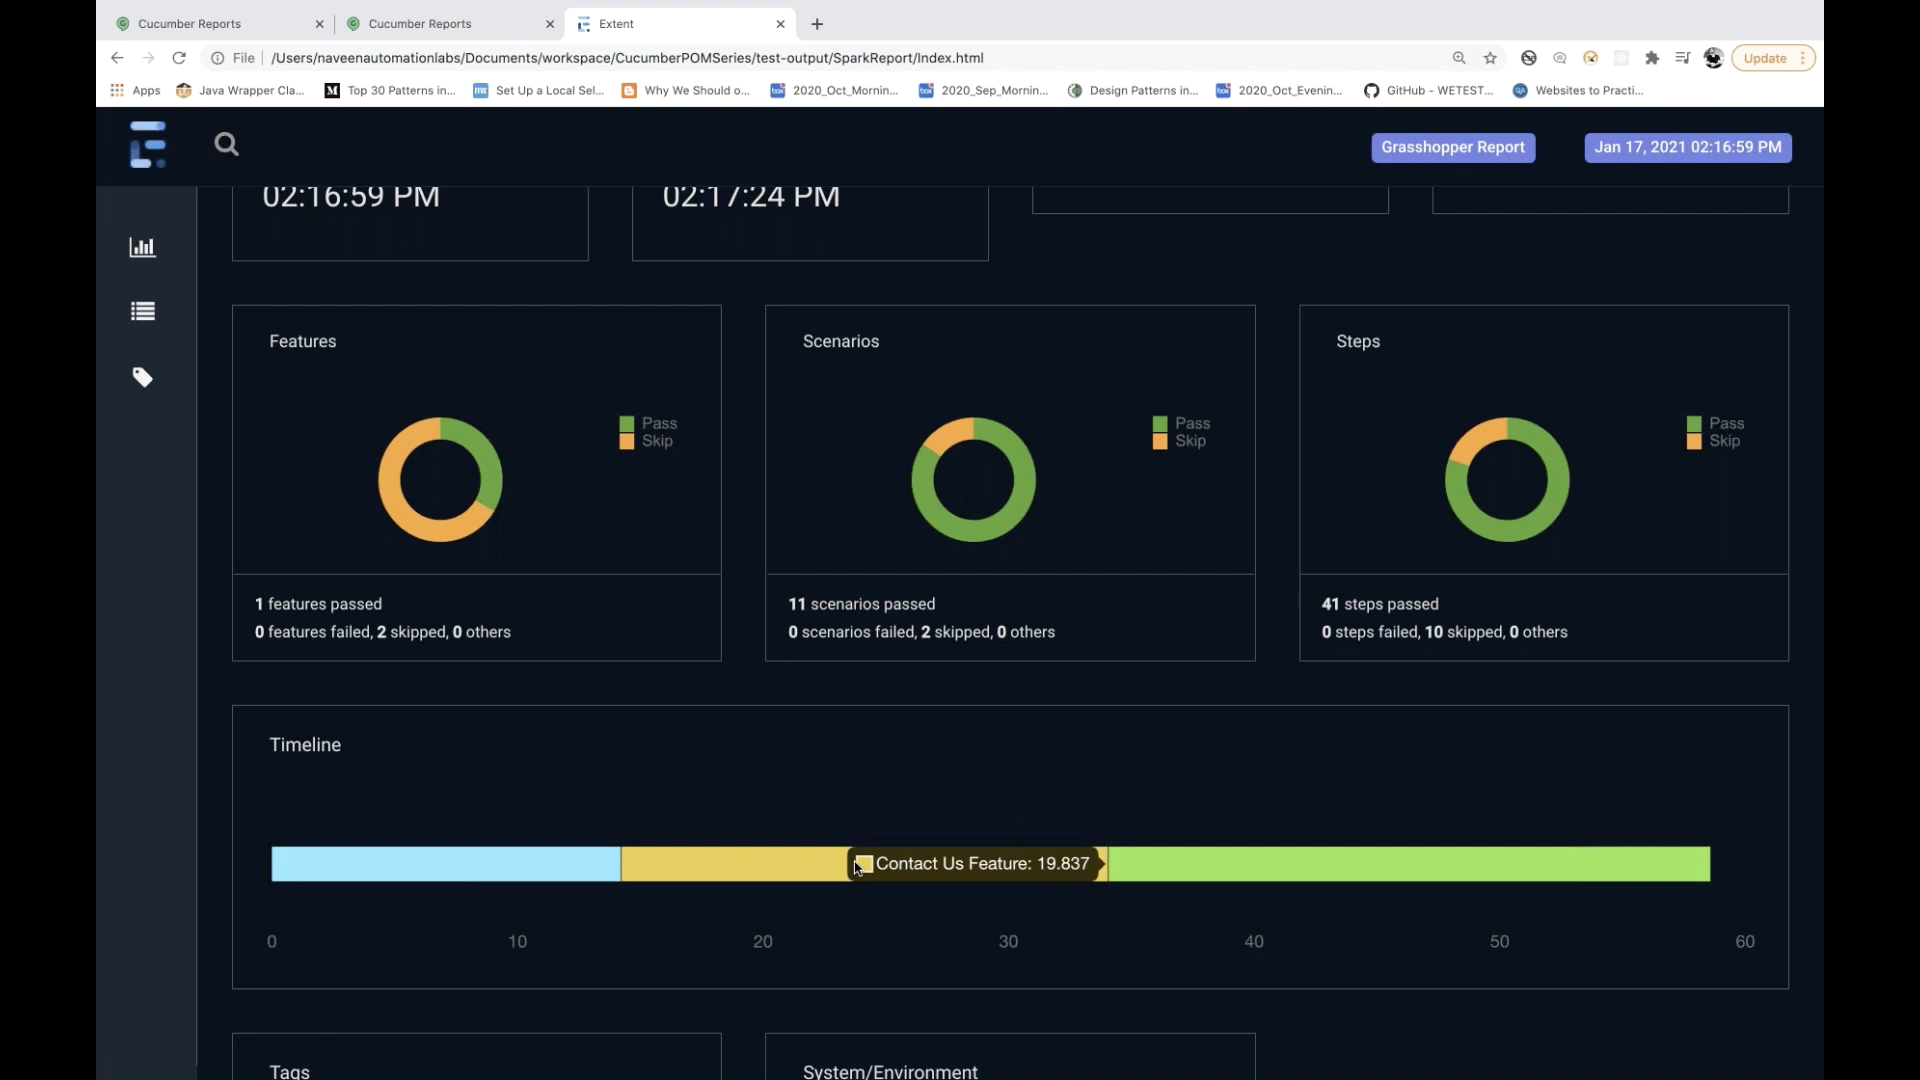 Cucumber Reports
Cucumber Reports
Extent
File
/Users/naveenautomationlabs/Documents/workspace/CucumberPOMSeries/test-output/SparkReport/Index.html
Update
Apps
Java Wrapper Cla...
Top 30 Patterns in...
Set Up a Local Sel...
Why We Should o...
2020_Oct_Mornin...
2020_Sep_Mornin...
Design Patterns in...
2020_Oct_Evenin...
GitHub - WETEST...
Websites to Practi...
Grasshopper Report
Jan 17, 2021 02:16:59 PM
02:16:59 PM
02:17:24 PM
Features
Pass
Skip
1 features passed
0 features failed, 2 skipped, 0 others
Scenarios
Pass
Skip
11 scenarios passed
0 scenarios failed, 2 skipped, 0 others
Steps
Pass
Skip
41 steps passed
0 steps failed, 10 skipped, 0 others
Timeline
Contact Us Feature: 19.837
0 10 20 30 40 50 60
Tags
System/Environment